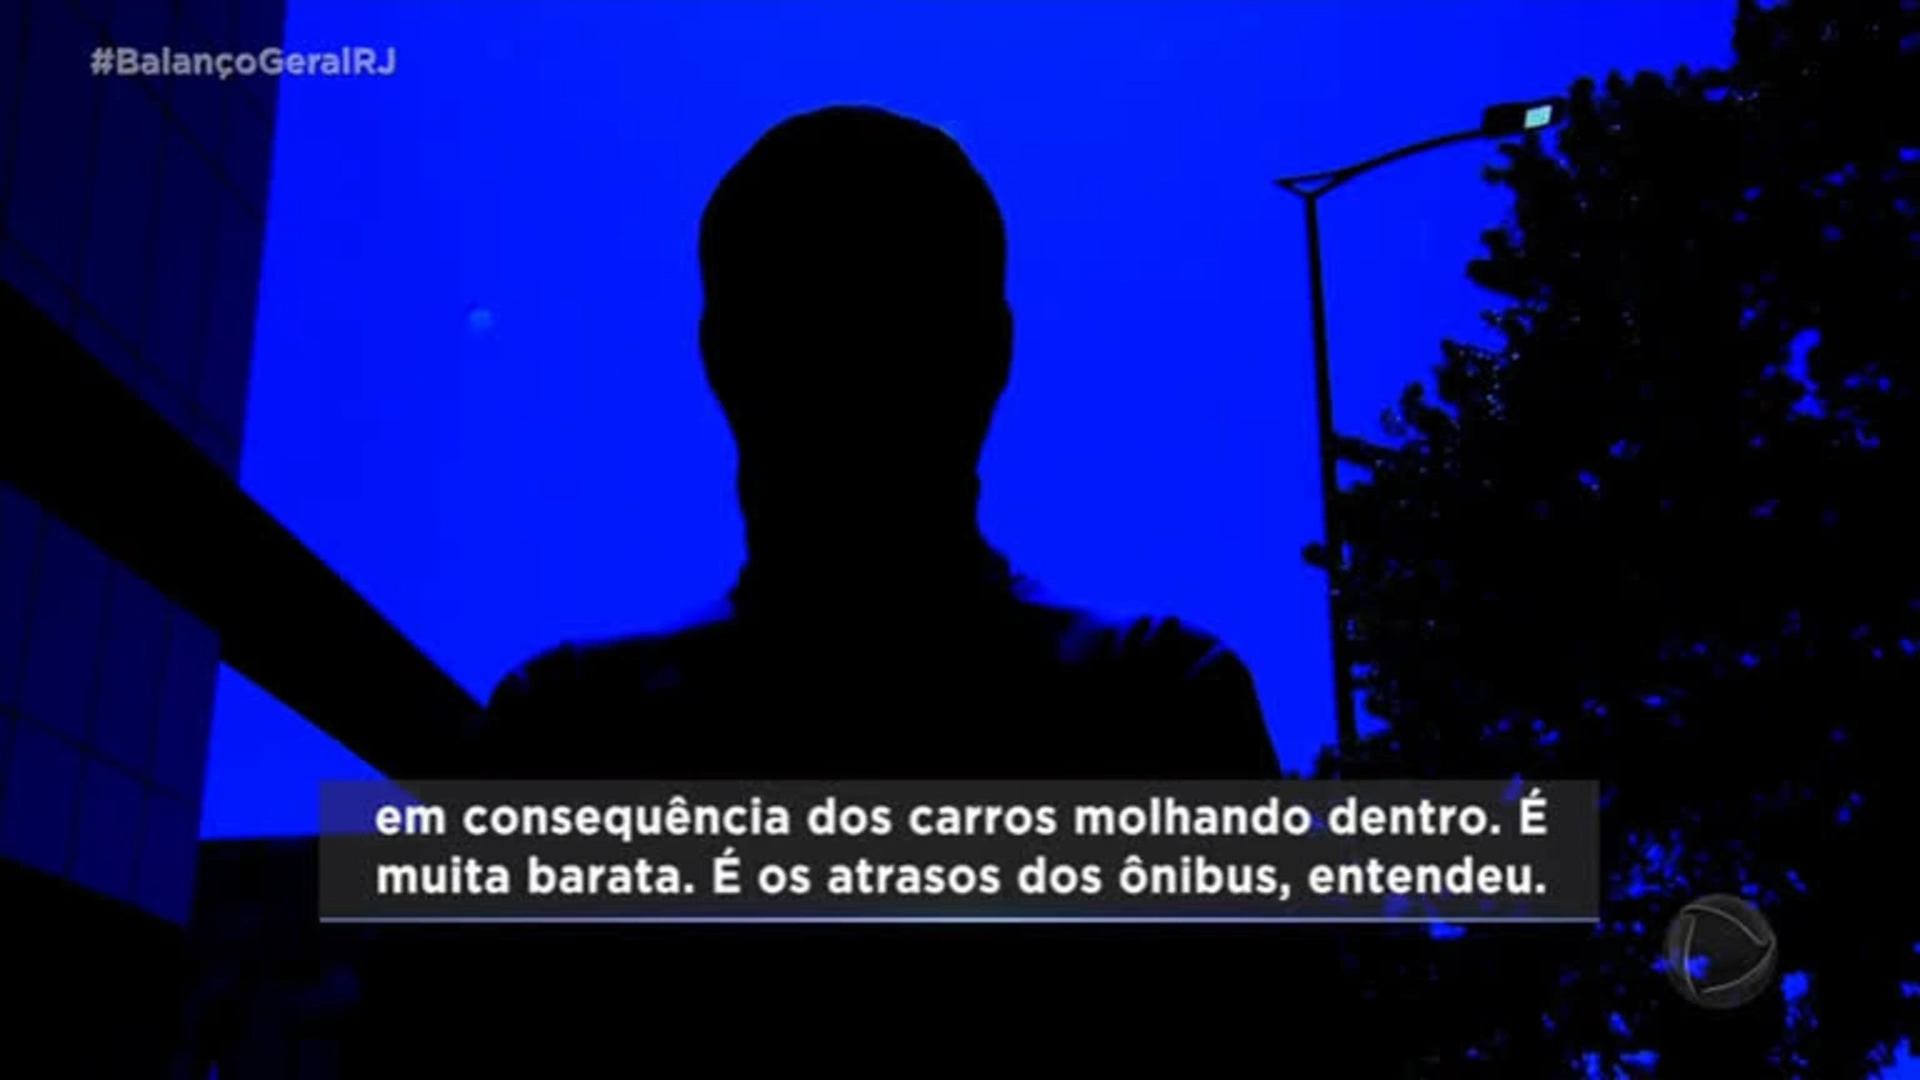 #BalançoGeralRJ
em consequência dos carros molhando dentro. É
muita barata. É os atrasos dos ônibus, entendeu.